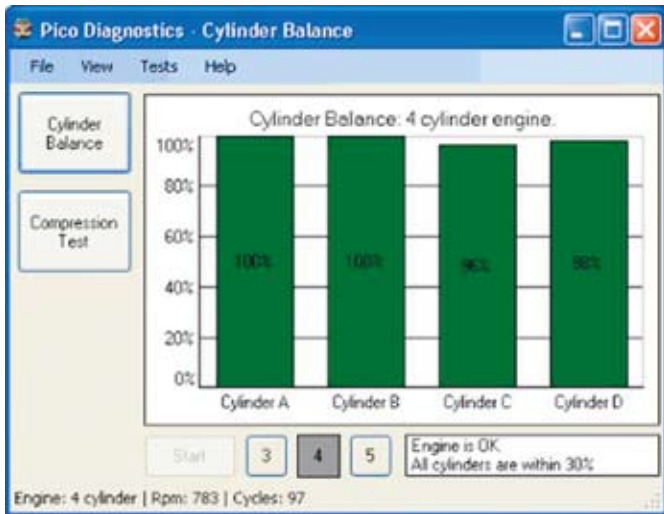 Pico Diagnostics - Cylinder Balance
File View Tests Help
Cylinder
Balance
Compression
Test
Cylinder Balance: 4 cylinder engine.
100%
80%
60%
40%
20%
0%
100% 100% 96% 98%
Cylinder A Cylinder B Cylinder C Cylinder D
Start 3 4 5
Engine is OK
All cylinders are within 30%
Engine: 4 cylinder | Rpm: 783 | Cycles: 97